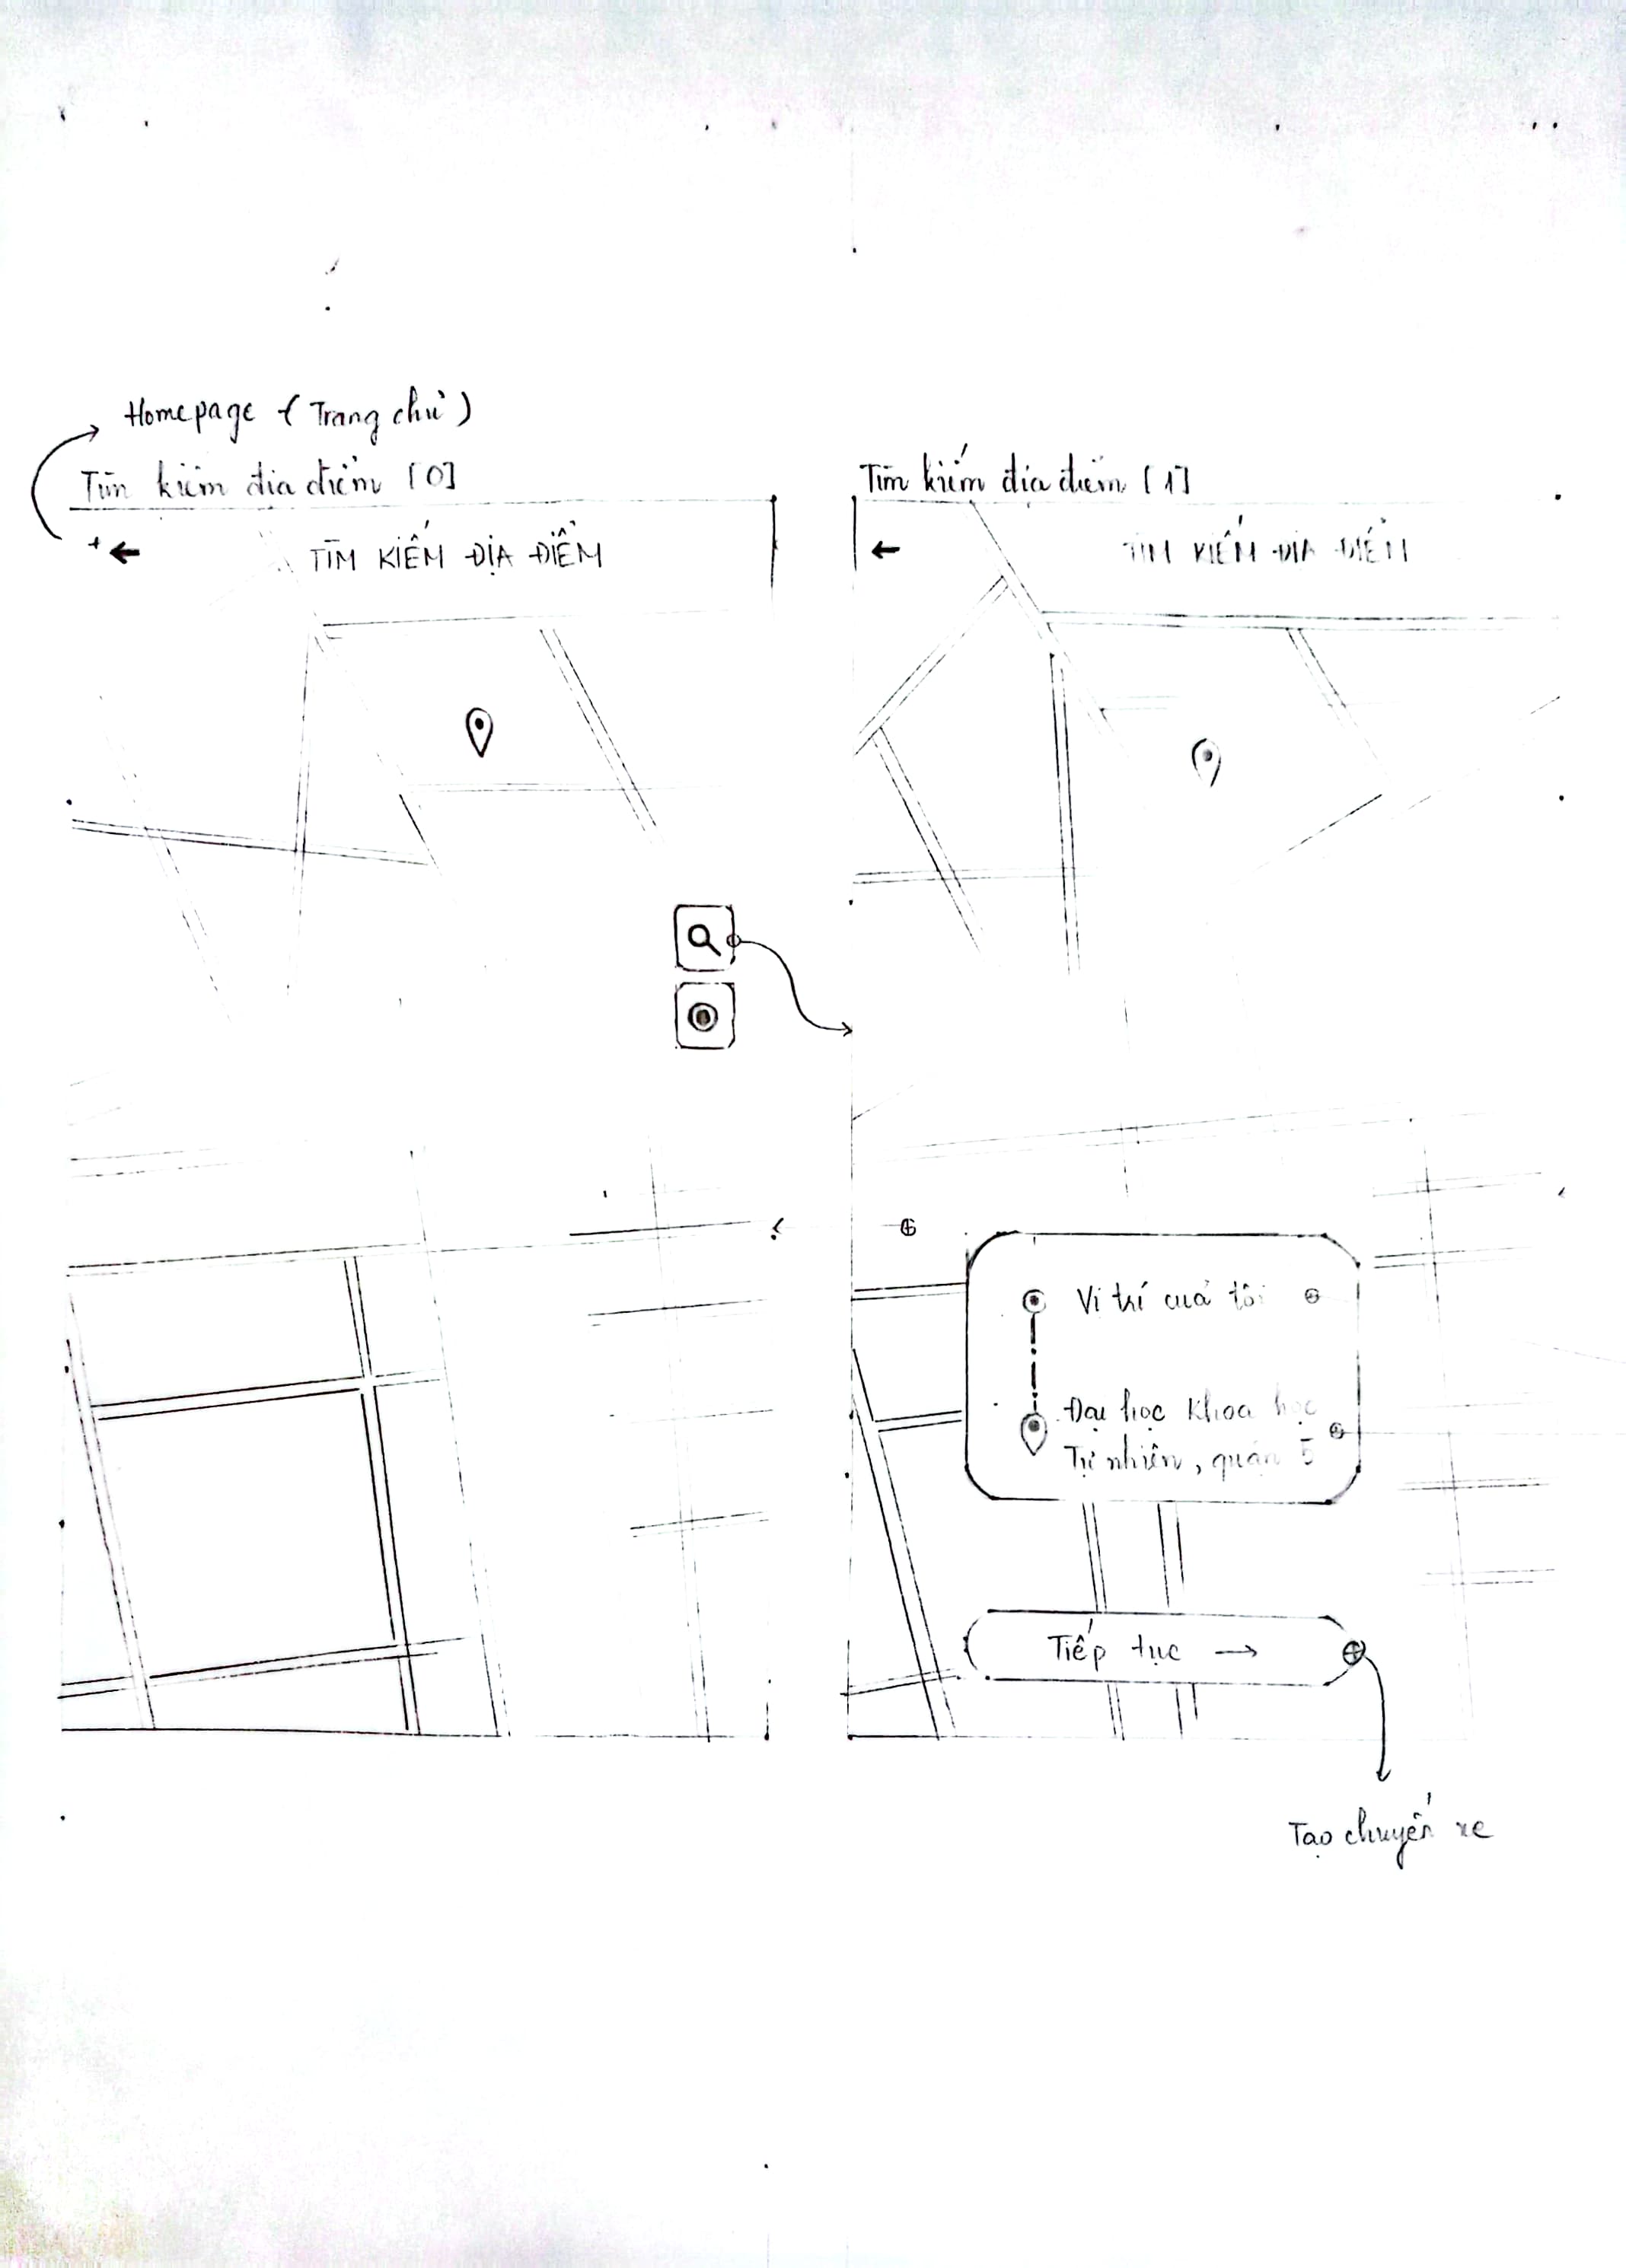 Homepage (Trang chủ)
Tìm kiếm địa điểm [0]
TÌM KIẾM ĐỊA ĐIỂM
Tìm kiếm địa điểm [1]
TÌM KIẾM ĐỊA ĐIỂM
Vị trí của tôi
Đại học Khoa học
Tự nhiên, quận 5
Tiếp tục →
Tạo chuyến xe